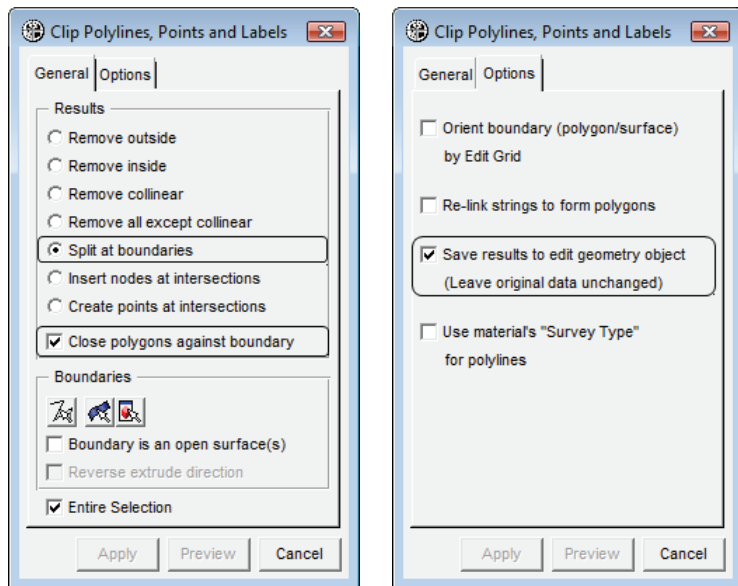 Clip Polylines, Points and Labels
General
Options
Results
Remove outside
Remove inside
Remove collinear
Remove all except collinear
Split at boundaries
Insert nodes at intersections
Create points at intersections
Close polygons against boundary
Boundaries
Boundary is an open surface(s)
Reverse extrude direction
Entire Selection
Apply
Preview
Cancel
Clip Polylines, Points and Labels
General
Options
Orient boundary (polygon/surface)
by Edit Grid
Re-link strings to form polygons
Save results to edit geometry object
(Leave original data unchanged)
Use material's "Survey Type"
for polylines
Apply
Preview
Cancel